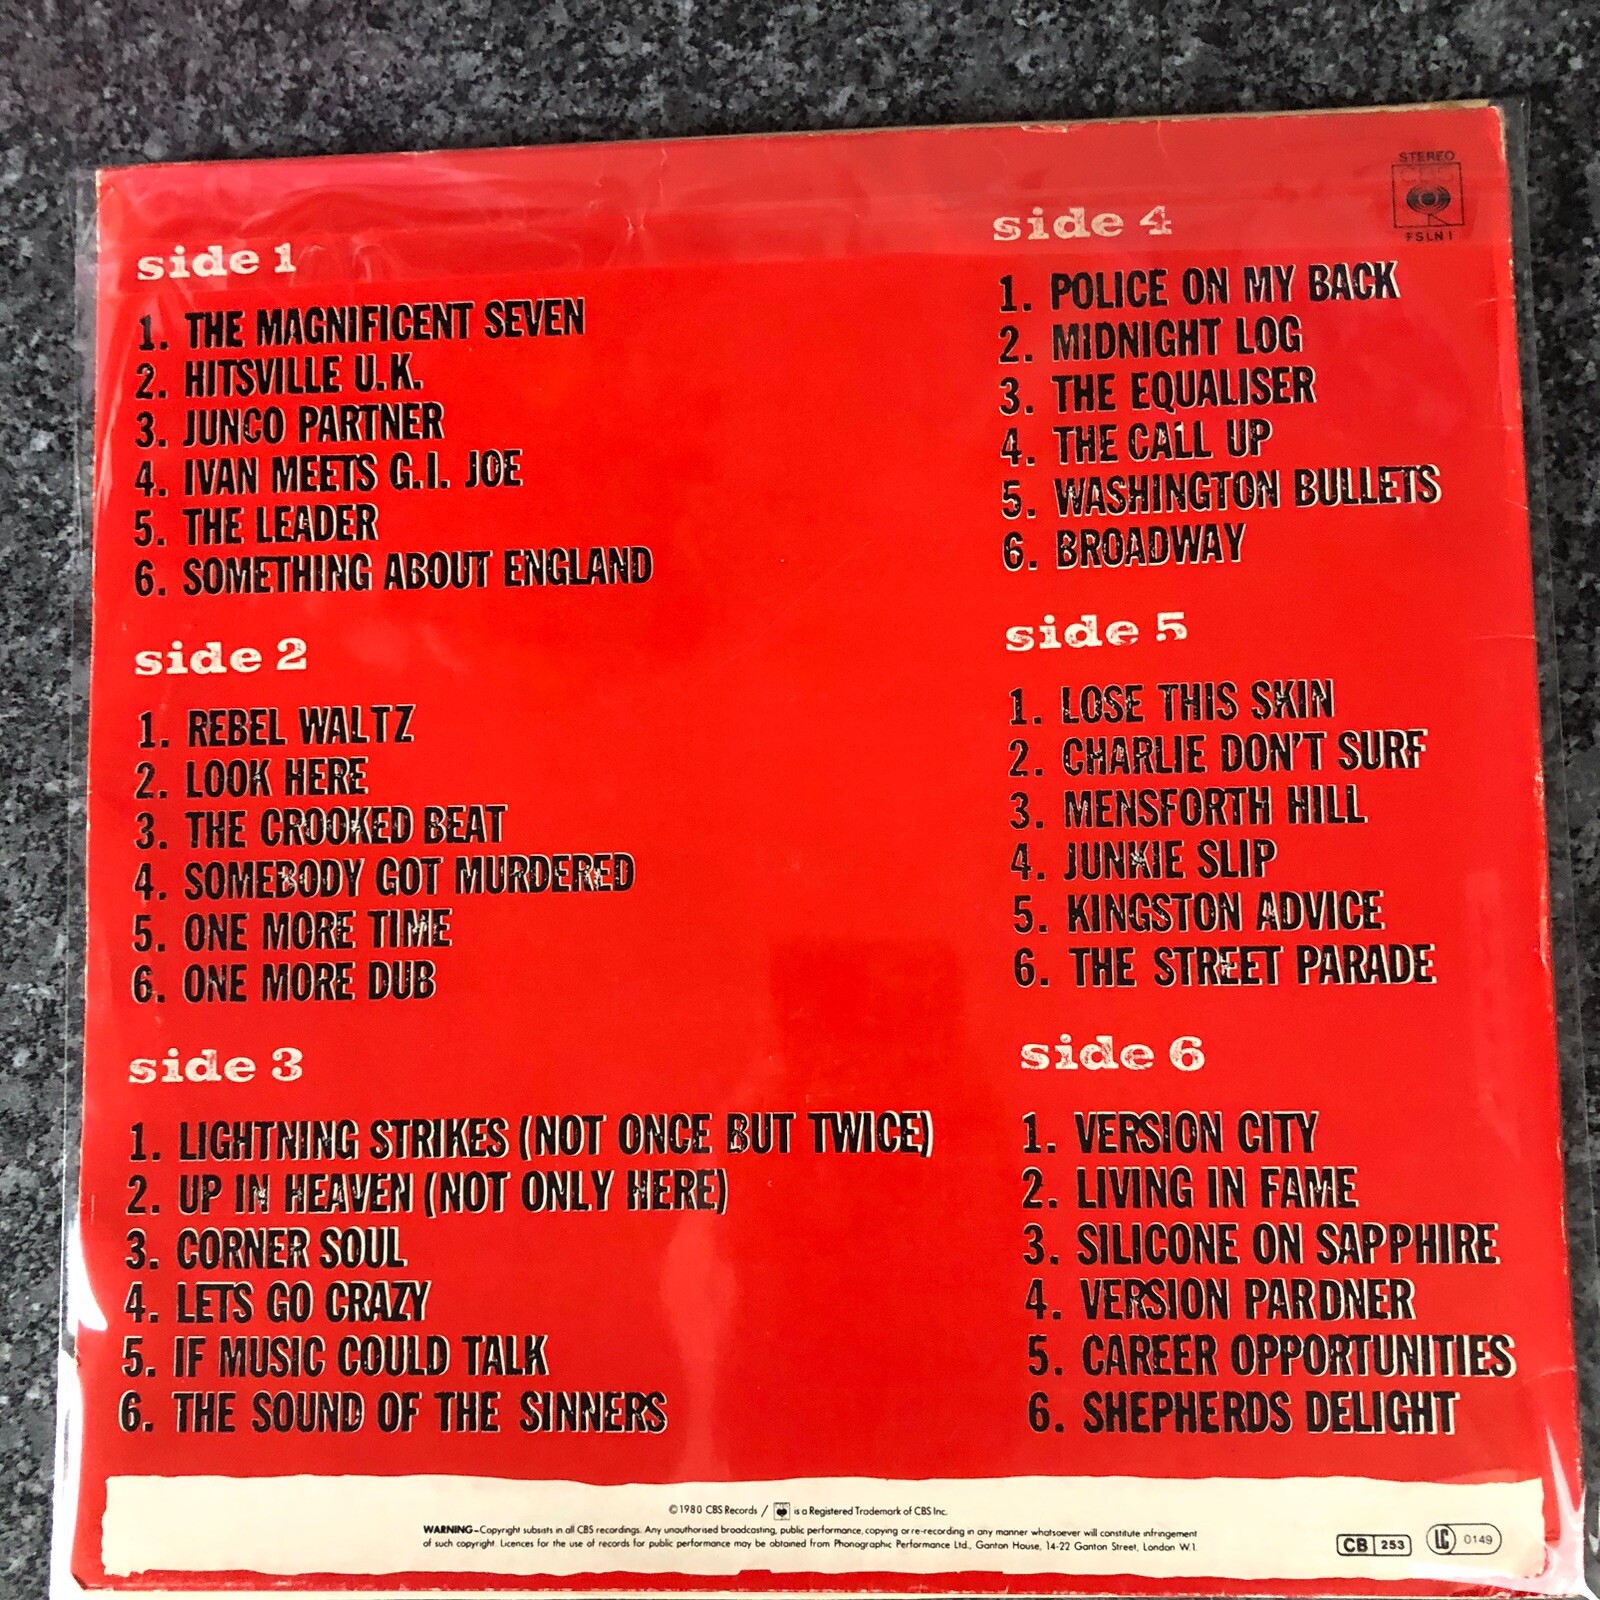 side 1
1. THE MAGNIFICENT SEVEN
2. HITSVILLE U.K.
3. JUNCO PARTNER
4. IVAN MEETS G.I. JOE
5. THE LEADER
6. SOMETHING ABOUT ENGLAND
side 2
1. REBEL WALTZ
2. LOOK HERE
3. THE CROOKED BEAT
4. SOMEBODY GOT MURDERED
5. ONE MORE TIME
6. ONE MORE DUB
side 3
1. LIGHTNING STRIKES (NOT ONCE BUT TWICE)
2. UP IN HEAVEN (NOT ONLY HERE)
3. CORNER SOUL
4. LETS GO CRAZY
5. IF MUSIC COULD TALK
6. THE SOUND OF THE SINNERS
STEREO
CBS
FSLN 1
side 4
1. POLICE ON MY BACK
2. MIDNIGHT LOG
3. THE EQUALISER
4. THE CALL UP
5. WASHINGTON BULLETS
6. BROADWAY
side 5
1. LOSE THIS SKIN
2. CHARLIE DON'T SURF
3. MENSFORTH HILL
4. JUNKIE SLIP
5. KINGSTON ADVICE
6. THE STREET PARADE
side 6
1. VERSION CITY
2. LIVING IN FAME
3. SILICONE ON SAPPHIRE
4. VERSION PARDNER
5. CAREER OPPORTUNITIES
6. SHEPHERDS DELIGHT
©1980 CBS Records / is a Registered Trademark of CBS Inc.
WARNING–Copyright subsists in all CBS recordings. Any unauthorised broadcasting, public performance, copying or re-recording in any manner whatsoever will constitute infringement
of such copyright. Licences for the use of records for public performance may be obtained from Phonographic Performance Ltd., Ganton House, 14-22 Ganton Street, London W.1.
CB 253
LC 0149